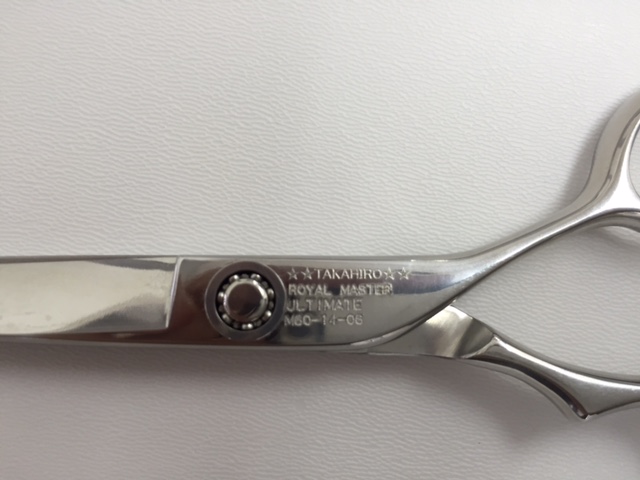 ☆☆TAKAHIRO☆☆
ROYAL MASTER
ULTIMATE
M60-14-06